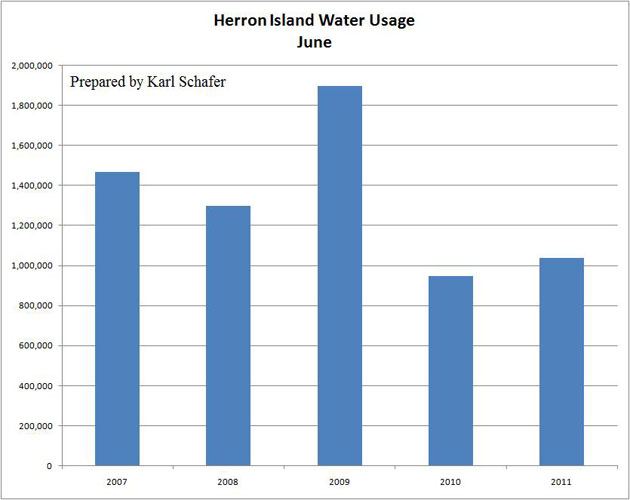 Herron Island Water Usage
June
Prepared by Karl Schafer
2,000,000
1,800,000
1,600,000
1,400,000
1,200,000
1,000,000
800,000
600,000
400,000
200,000
0
2007 2008 2009 2010 2011